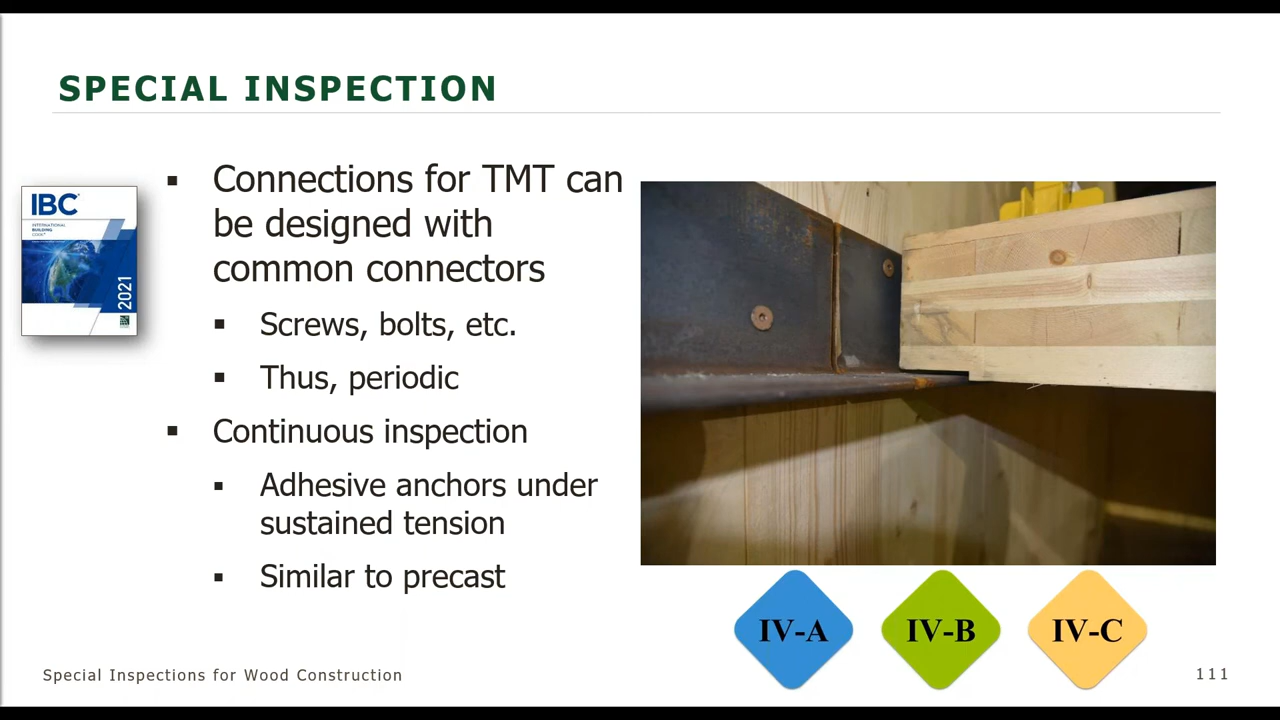 SPECIAL INSPECTION
IBC
INTERNATIONAL
BUILDING
CODE
2021
▪ Connections for TMT can
be designed with
common connectors
▪ Screws, bolts, etc.
▪ Thus, periodic
▪ Continuous inspection
▪ Adhesive anchors under
sustained tension
▪ Similar to precast
IV-A
IV-B
IV-C
Special Inspections for Wood Construction
111